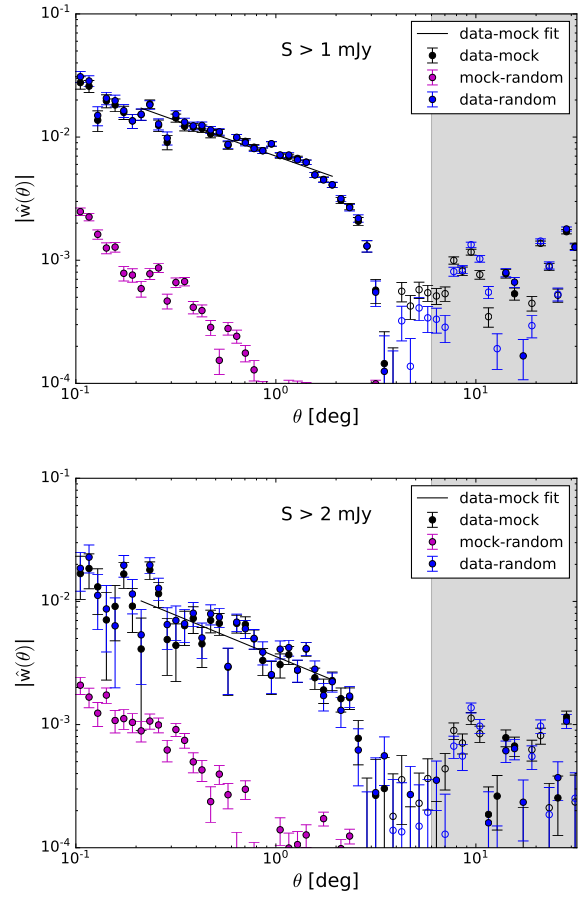 10⁻¹
S > 1 mJy
data-mock fit
data-mock
mock-random
data-random
10⁻²
|ŵ(θ)|
10⁻³
10⁻⁴
10⁻¹ 10⁰ 10¹
θ [deg]
10⁻¹
S > 2 mJy
data-mock fit
data-mock
mock-random
data-random
10⁻²
|ŵ(θ)|
10⁻³
10⁻⁴
10⁻¹ 10⁰ 10¹
θ [deg]